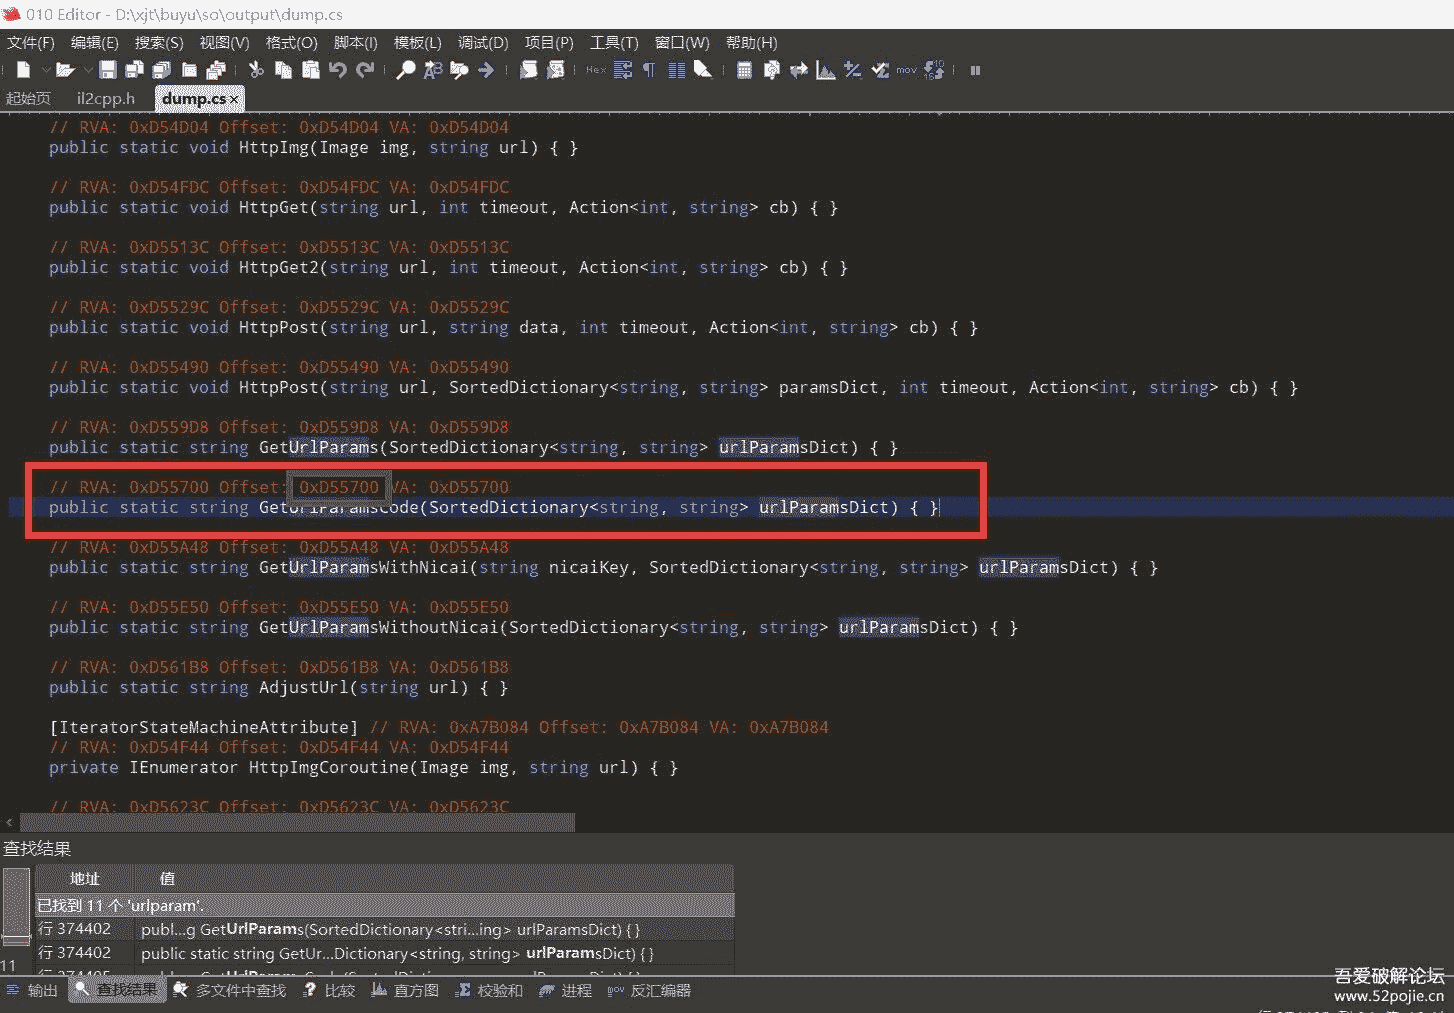 010 Editor - D:\xjt\buyu\so\output\dump.cs
文件(F) 编辑(E) 搜索(S) 视图(V) 格式(O) 脚本(I) 模板(L) 调试(D) 项目(P) 工具(T) 窗口(W) 帮助(H)
Hex mov
起始页 il2cpp.h dump.cs×
// RVA: 0xD54D04 Offset: 0xD54D04 VA: 0xD54D04
public static void HttpImg(Image img, string url) { }
// RVA: 0xD54FDC Offset: 0xD54FDC VA: 0xD54FDC
public static void HttpGet(string url, int timeout, Action<int, string> cb) { }
// RVA: 0xD5513C Offset: 0xD5513C VA: 0xD5513C
public static void HttpGet2(string url, int timeout, Action<int, string> cb) { }
// RVA: 0xD5529C Offset: 0xD5529C VA: 0xD5529C
public static void HttpPost(string url, string data, int timeout, Action<int, string> cb) { }
// RVA: 0xD55490 Offset: 0xD55490 VA: 0xD55490
public static void HttpPost(string url, SortedDictionary<string, string> paramsDict, int timeout, Action<int, string> cb) { }
// RVA: 0xD559D8 Offset: 0xD559D8 VA: 0xD559D8
public static string GetUrlParams(SortedDictionary<string, string> urlParamsDict) { }
// RVA: 0xD55700 Offset: 0xD55700 VA: 0xD55700
public static string GetUrlParamsCode(SortedDictionary<string, string> urlParamsDict) { }
// RVA: 0xD55A48 Offset: 0xD55A48 VA: 0xD55A48
public static string GetUrlParamsWithNicai(string nicaiKey, SortedDictionary<string, string> urlParamsDict) { }
// RVA: 0xD55E50 Offset: 0xD55E50 VA: 0xD55E50
public static string GetUrlParamsWithoutNicai(SortedDictionary<string, string> urlParamsDict) { }
// RVA: 0xD561B8 Offset: 0xD561B8 VA: 0xD561B8
public static string AdjustUrl(string url) { }
[IteratorStateMachineAttribute] // RVA: 0xA7B084 Offset: 0xA7B084 VA: 0xA7B084
// RVA: 0xD54F44 Offset: 0xD54F44 VA: 0xD54F44
private IEnumerator HttpImgCoroutine(Image img, string url) { }
// RVA: 0xD5623C Offset: 0xD5623C VA: 0xD5623C
查找结果
地址 值
已找到 11 个 'urlparam'.
行 374402 publ...g GetUrlParams(SortedDictionary<stri...ing> urlParamsDict) { }
行 374402 public static string GetUr...Dictionary<string, string> urlParamsDict) { }
11
输出 查找结果 多文件中查找 比较 直方图 校验和 进程 反汇编器
吾爱破解论坛
www.52pojie.cn